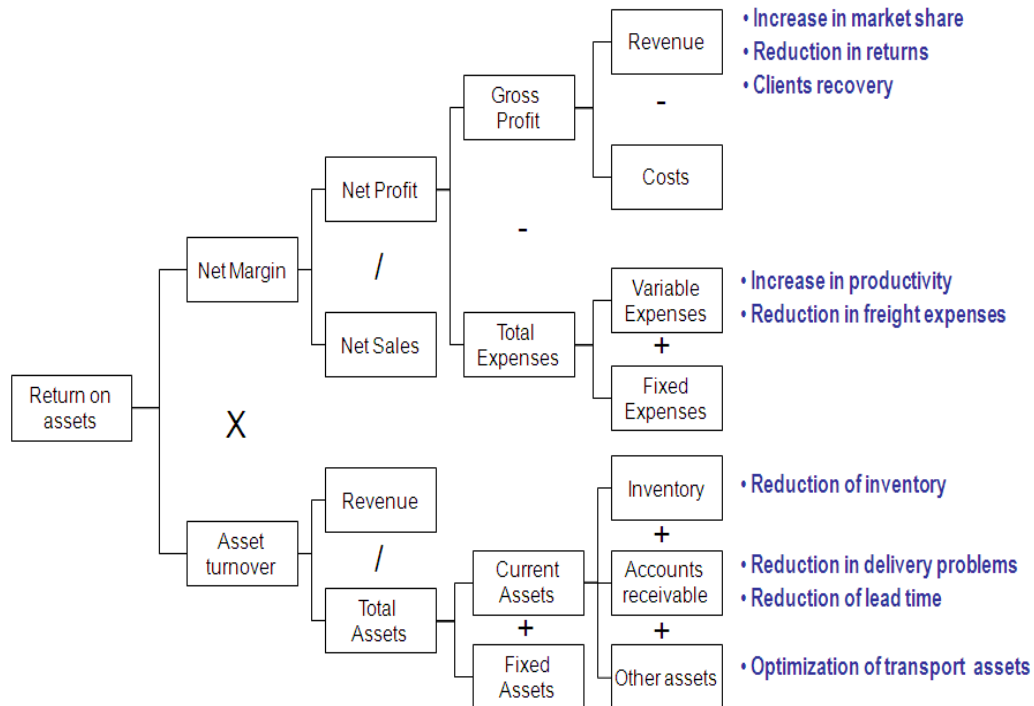 • Increase in market share
Revenue
• Reduction in returns
• Clients recovery
Gross
Profit
-
Costs
Net Profit
-
/
Net Margin
Variable
Expenses
• Increase in productivity
• Reduction in freight expenses
Net Sales
Total
Expenses
+
Fixed
Expenses
Return on
assets
X
Revenue
Inventory
• Reduction of inventory
Asset
turnover
/
+
Current
Assets
Accounts
receivable
• Reduction in delivery problems
• Reduction of lead time
Total
Assets
+
+
Fixed
Assets
Other assets
• Optimization of transport assets